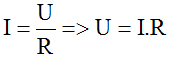 I = U/R => U = I.R